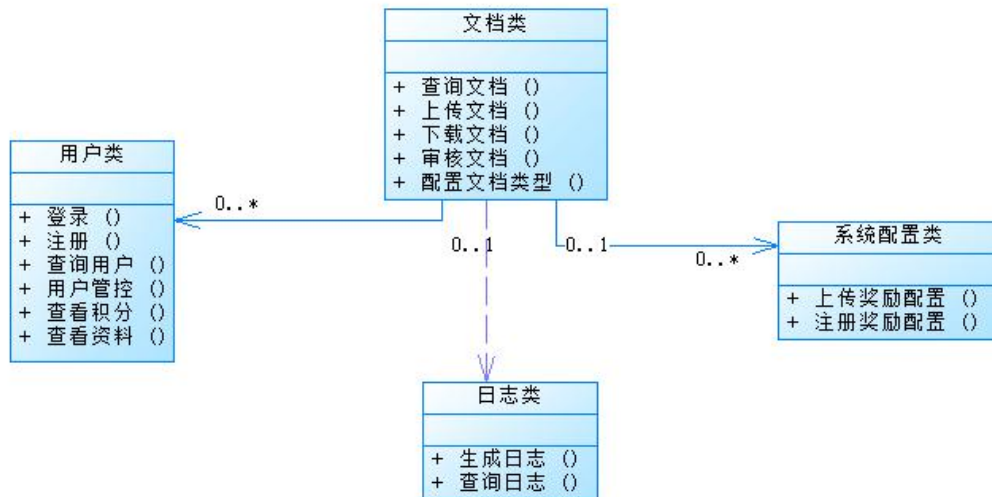 文档类
+ 查询文档 ()
+ 上传文档 ()
+ 下载文档 ()
+ 审核文档 ()
+ 配置文档类型 ()
用户类
+ 登录 ()
+ 注册 ()
+ 查询用户 ()
+ 用户管控 ()
+ 查看积分 ()
+ 查看资料 ()
0..*
0..1
0..1
0..*
系统配置类
+ 上传奖励配置 ()
+ 注册奖励配置 ()
日志类
+ 生成日志 ()
+ 查询日志 ()